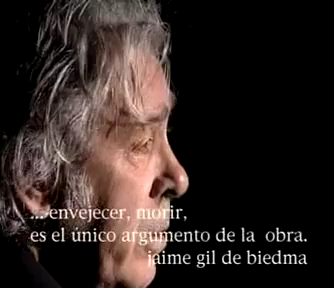 ... envejecer, morir,
es el único argumento de la obra.
jaime gil de biedma